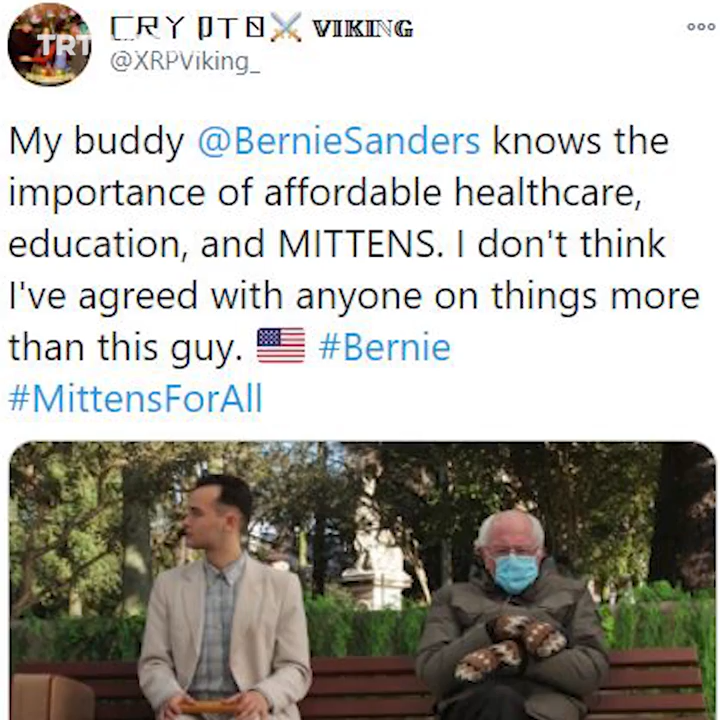 CRYPTO⚔️ VIKING
TRT
@XRPViking_
My buddy @BernieSanders knows the
importance of affordable healthcare,
education, and MITTENS. I don't think
I've agreed with anyone on things more
than this guy. 🇺🇸 #Bernie
#MittensForAll